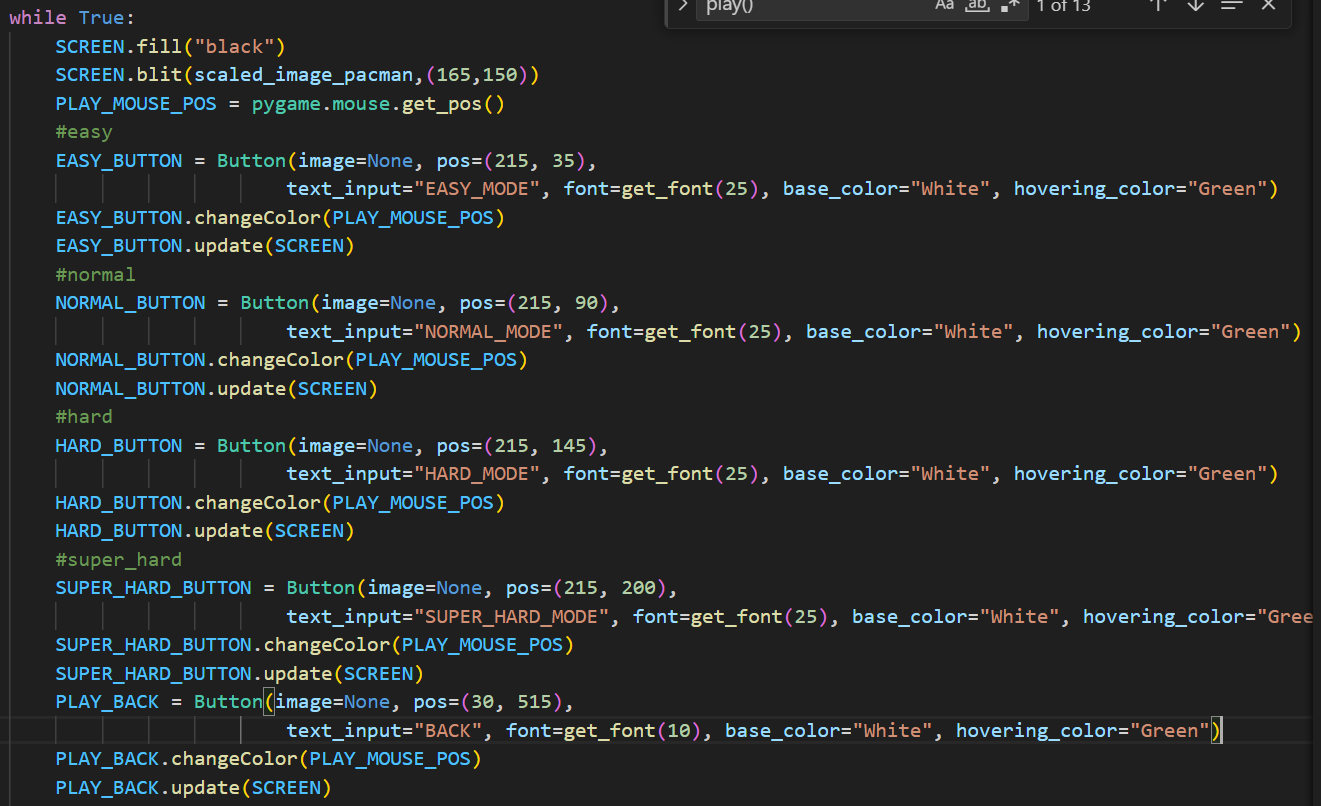 play()
Aa ab
1 of 13
while True:
SCREEN.fill("black")
SCREEN.blit(scaled_image_pacman,(165,150))
PLAY_MOUSE_POS = pygame.mouse.get_pos()
#easy
EASY_BUTTON = Button(image=None, pos=(215, 35),
text_input="EASY_MODE", font=get_font(25), base_color="White", hovering_color="Green")
EASY_BUTTON.changeColor(PLAY_MOUSE_POS)
EASY_BUTTON.update(SCREEN)
#normal
NORMAL_BUTTON = Button(image=None, pos=(215, 90),
text_input="NORMAL_MODE", font=get_font(25), base_color="White", hovering_color="Green")
NORMAL_BUTTON.changeColor(PLAY_MOUSE_POS)
NORMAL_BUTTON.update(SCREEN)
#hard
HARD_BUTTON = Button(image=None, pos=(215, 145),
text_input="HARD_MODE", font=get_font(25), base_color="White", hovering_color="Green")
HARD_BUTTON.changeColor(PLAY_MOUSE_POS)
HARD_BUTTON.update(SCREEN)
#super_hard
SUPER_HARD_BUTTON = Button(image=None, pos=(215, 200),
text_input="SUPER_HARD_MODE", font=get_font(25), base_color="White", hovering_color="Gree
SUPER_HARD_BUTTON.changeColor(PLAY_MOUSE_POS)
SUPER_HARD_BUTTON.update(SCREEN)
PLAY_BACK = Button(image=None, pos=(30, 515),
text_input="BACK", font=get_font(10), base_color="White", hovering_color="Green")
PLAY_BACK.changeColor(PLAY_MOUSE_POS)
PLAY_BACK.update(SCREEN)